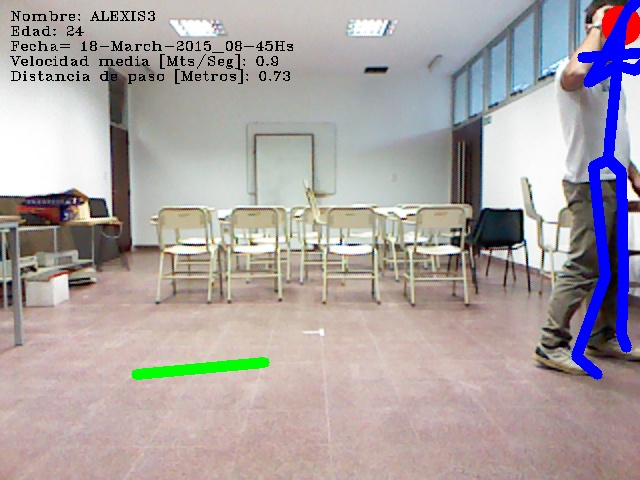 Nombre: ALEXIS3
Edad: 24
Fecha= 18-March-2015_08-45Hs
Velocidad media [Mts/Seg]: 0.9
Distancia de paso [Metros]: 0.73